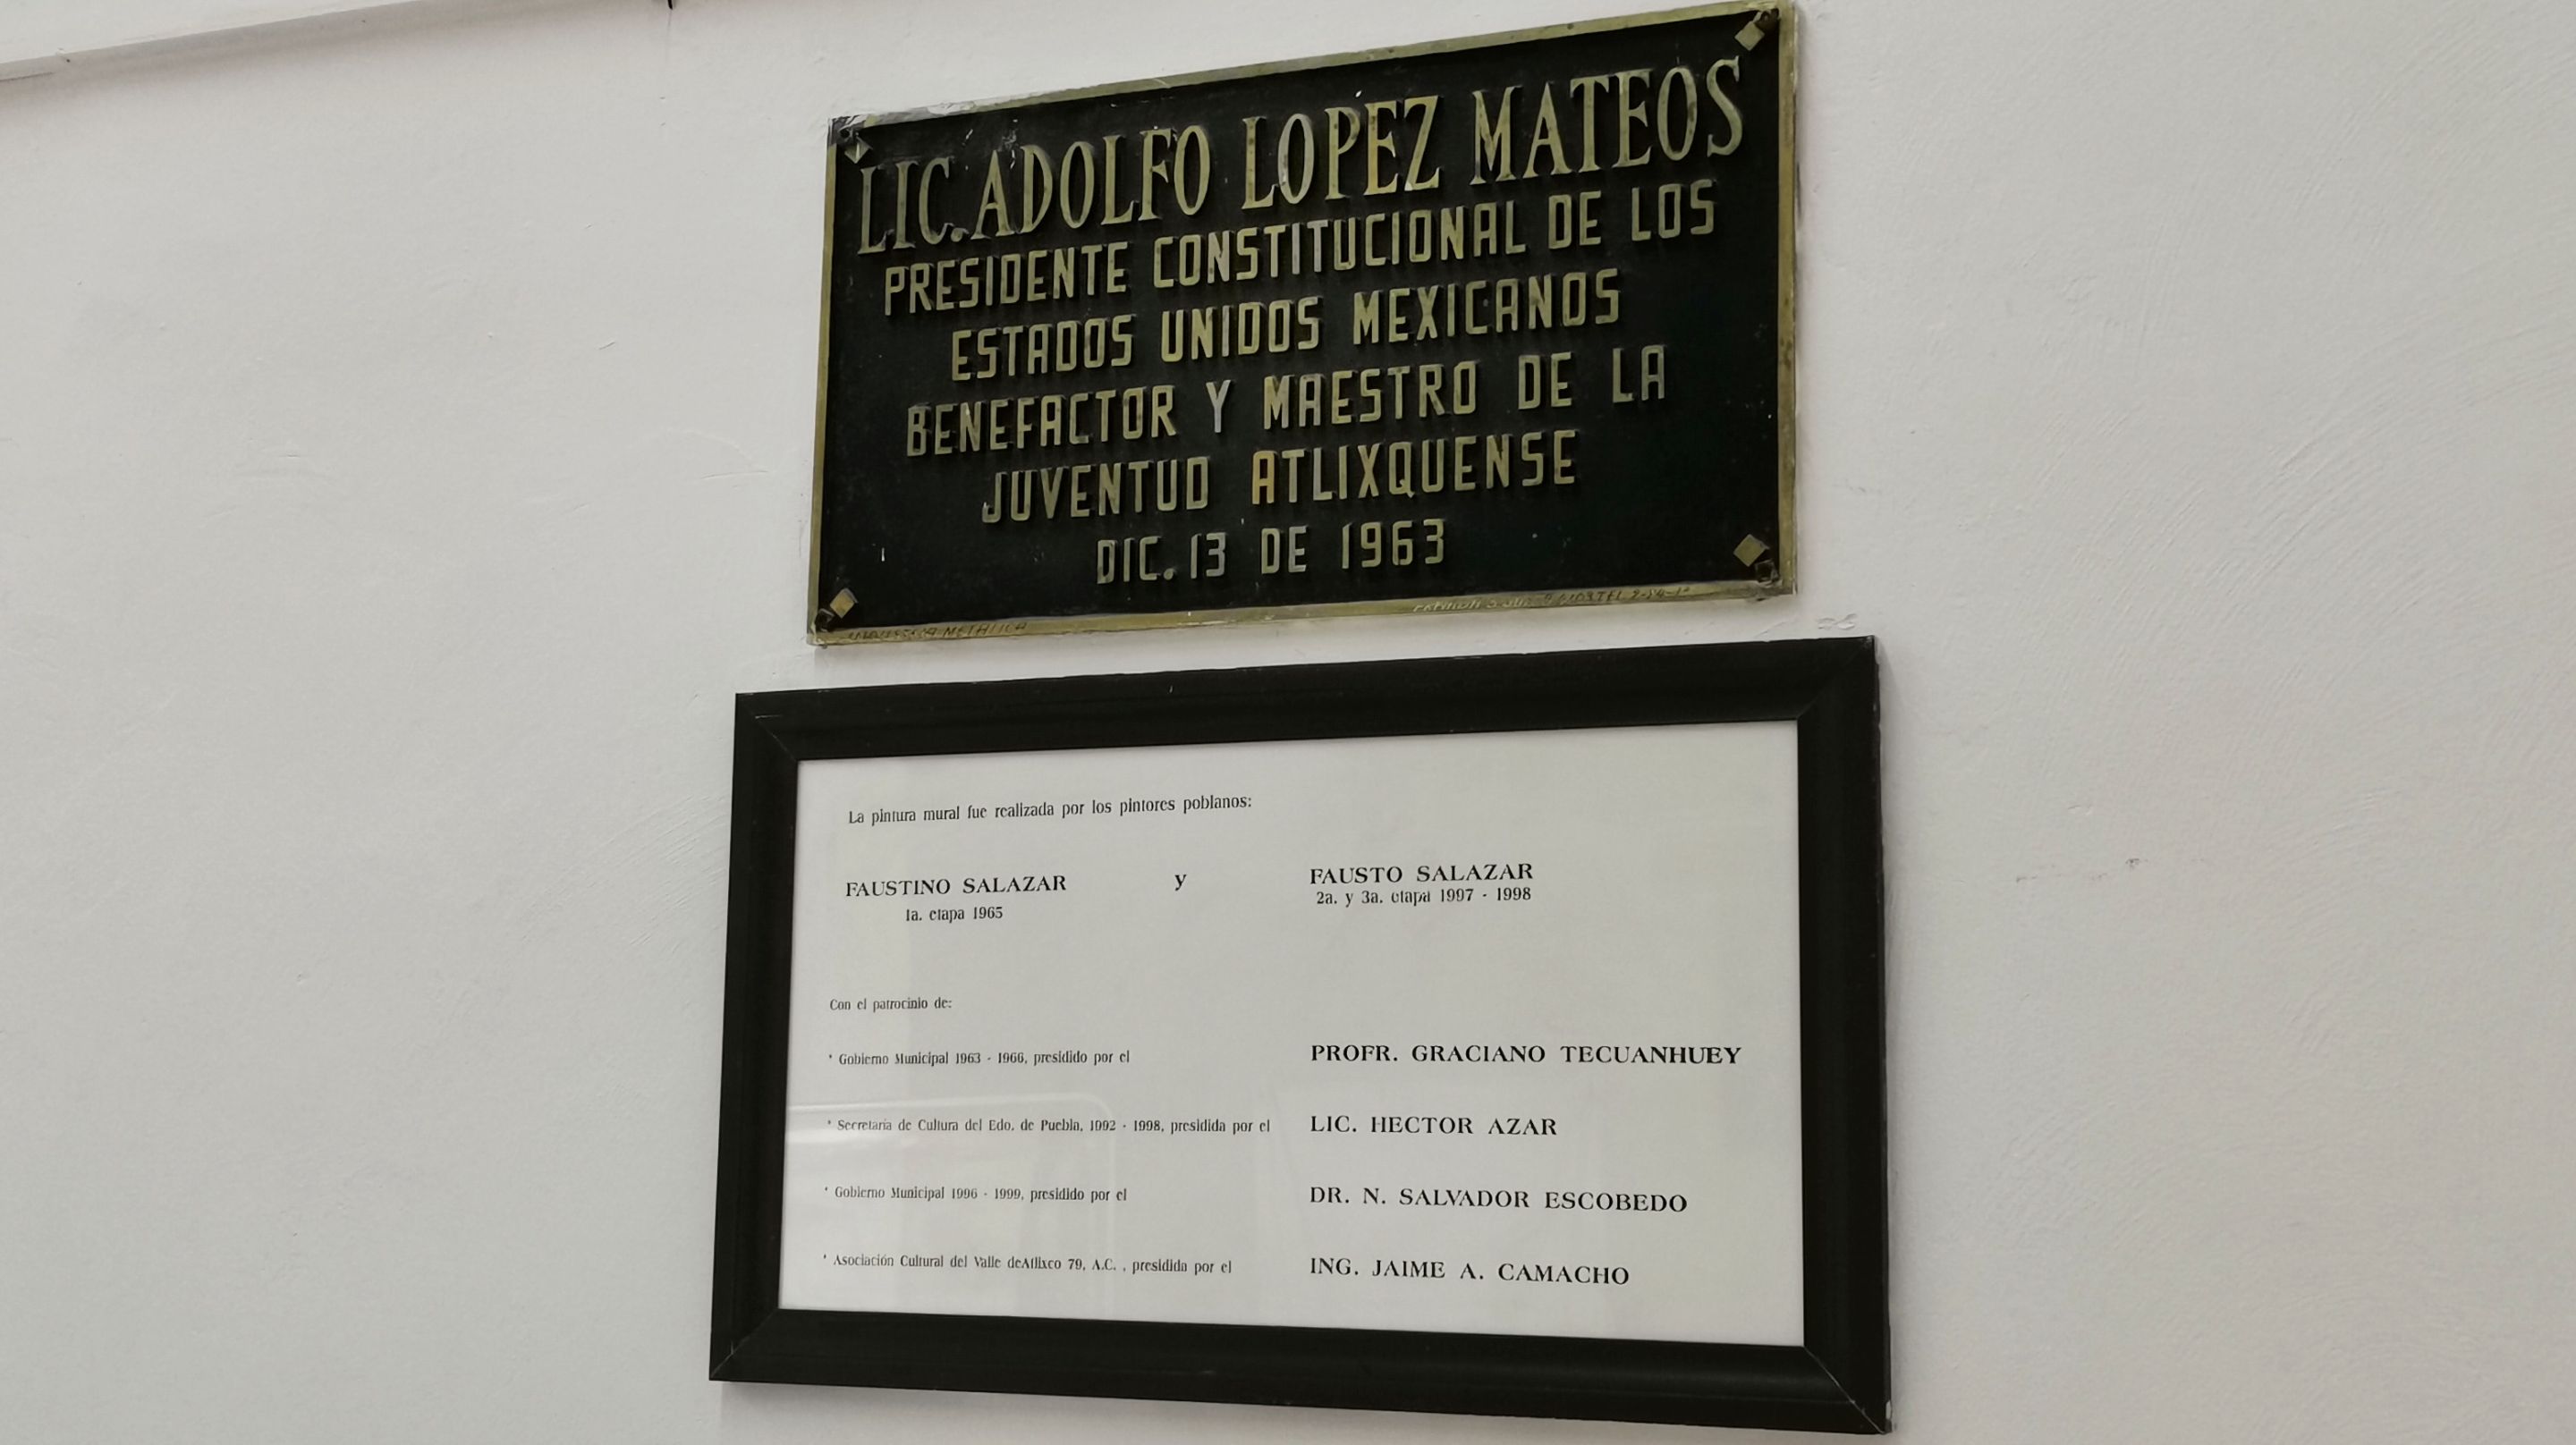 LIC. ADOLFO LOPEZ MATEOS
PRESIDENTE CONSTITUCIONAL DE LOS
ESTADOS UNIDOS MEXICANOS
BENEFACTOR Y MAESTRO DE LA
JUVENTUD ATLIXQUENSE
DIC. 13 DE 1963
METALICA
La pintura mural fue realizada por los pintores poblanos:
FAUSTINO SALAZAR y FAUSTO SALAZAR
1a. etapa 1965 2a. y 3a. etapa 1997 - 1998
Con el patrocinio de:
* Gobierno Municipal 1963 - 1966, presidido por el PROFR. GRACIANO TECUANHUEY
* Secretaría de Cultura del Edo. de Puebla, 1992 - 1998, presidida por el LIC. HECTOR AZAR
* Gobierno Municipal 1996 - 1999, presidido por el DR. N. SALVADOR ESCOBEDO
* Asociación Cultural del Valle deAtlixco 79, A.C. , presidida por el ING. JAIME A. CAMACHO